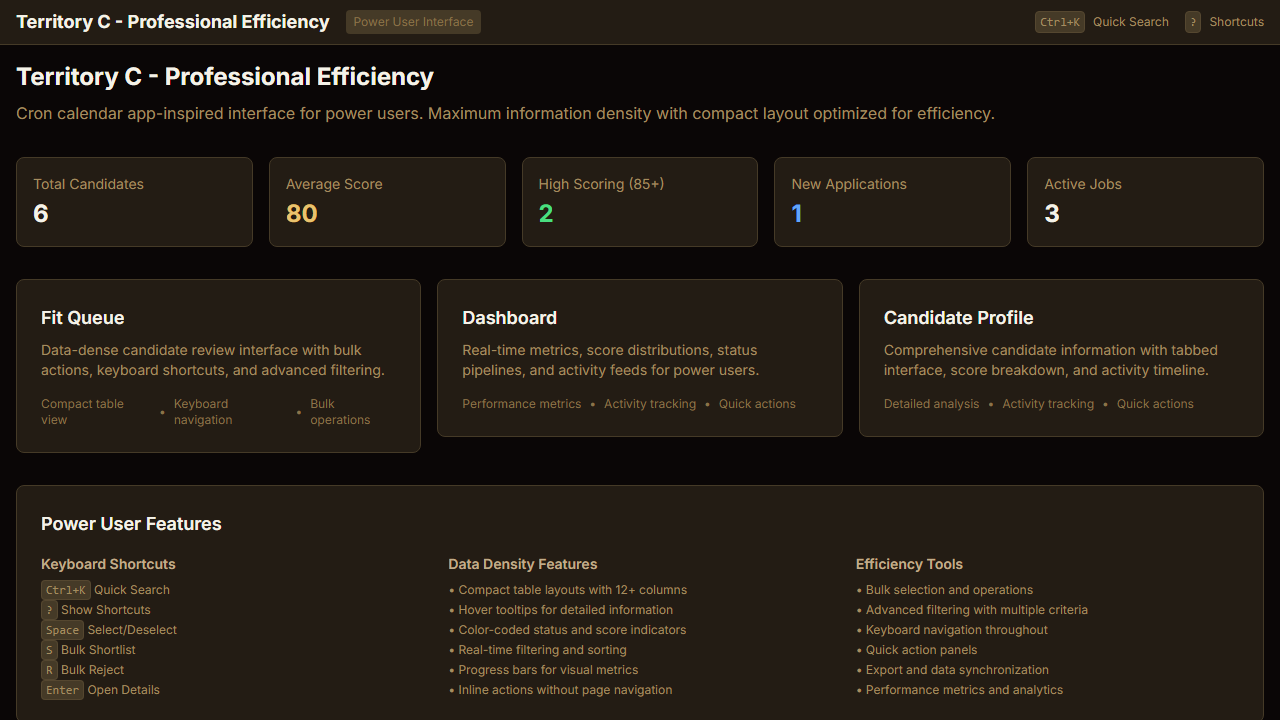 Territory C - Professional Efficiency
Power User Interface
Ctrl+K Quick Search
? Shortcuts
Territory C - Professional Efficiency
Cron calendar app-inspired interface for power users. Maximum information density with compact layout optimized for efficiency.
Total Candidates
6
Average Score
80
High Scoring (85+)
2
New Applications
1
Active Jobs
3
Fit Queue
Data-dense candidate review interface with bulk
actions, keyboard shortcuts, and advanced filtering.
Compact table
view
• Keyboard
navigation
• Bulk
operations
Dashboard
Real-time metrics, score distributions, status
pipelines, and activity feeds for power users.
Performance metrics • Activity tracking • Quick actions
Candidate Profile
Comprehensive candidate information with tabbed
interface, score breakdown, and activity timeline.
Detailed analysis • Activity tracking • Quick actions
Power User Features
Keyboard Shortcuts
Ctrl+K Quick Search
? Show Shortcuts
Space Select/Deselect
S Bulk Shortlist
R Bulk Reject
Enter Open Details
Data Density Features
• Compact table layouts with 12+ columns
• Hover tooltips for detailed information
• Color-coded status and score indicators
• Real-time filtering and sorting
• Progress bars for visual metrics
• Inline actions without page navigation
Efficiency Tools
• Bulk selection and operations
• Advanced filtering with multiple criteria
• Keyboard navigation throughout
• Quick action panels
• Export and data synchronization
• Performance metrics and analytics